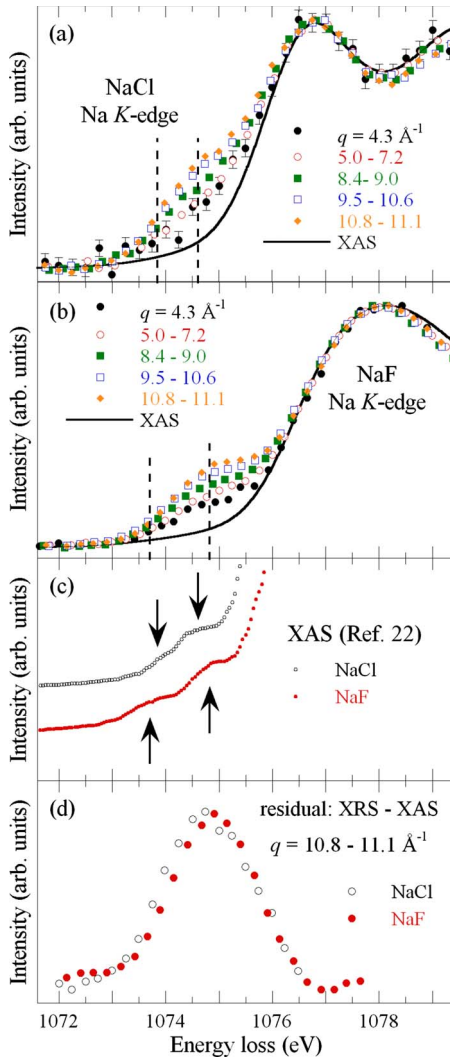 (a)
NaCl
Na K-edge
q = 4.3 Å⁻¹
5.0 - 7.2
8.4 - 9.0
9.5 - 10.6
10.8 - 11.1
XAS
Intensity (arb. units)
(b)
q = 4.3 Å⁻¹
5.0 - 7.2
8.4 - 9.0
9.5 - 10.6
10.8 - 11.1
XAS
NaF
Na K-edge
Intensity (arb. units)
(c)
XAS (Ref. 22)
NaCl
NaF
Intensity (arb. units)
(d)
residual: XRS - XAS
q = 10.8 - 11.1 Å⁻¹
NaCl
NaF
Intensity (arb. units)
1072 1074 1076 1078
Energy loss (eV)